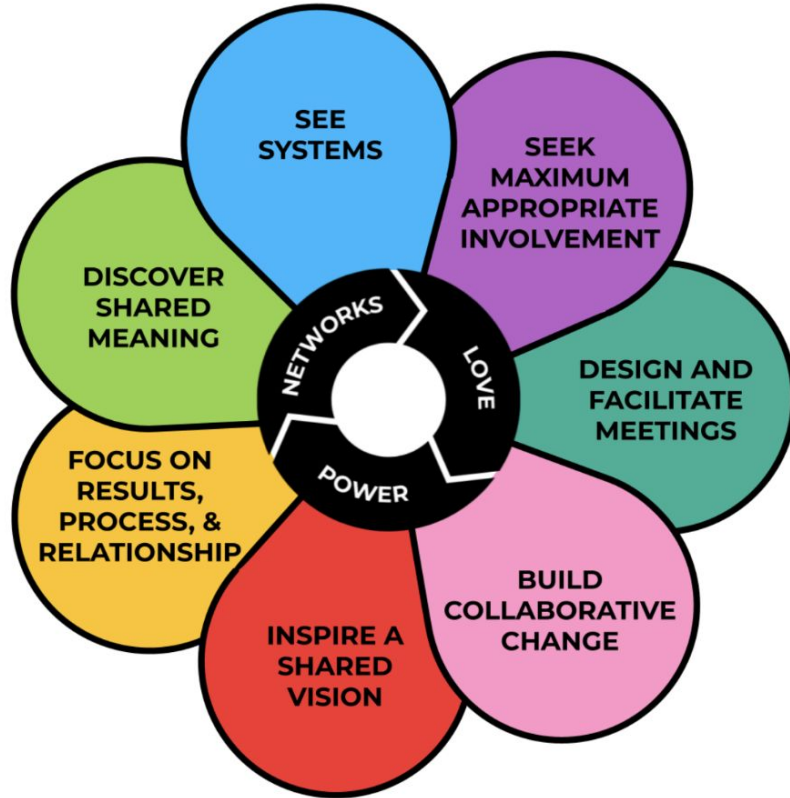 SEE
SYSTEMS
SEEK
MAXIMUM
APPROPRIATE
INVOLVEMENT
DESIGN AND
FACILITATE
MEETINGS
BUILD
COLLABORATIVE
CHANGE
INSPIRE A
SHARED
VISION
FOCUS ON
RESULTS,
PROCESS, &
RELATIONSHIP
DISCOVER
SHARED
MEANING
NETWORKS
LOVE
POWER